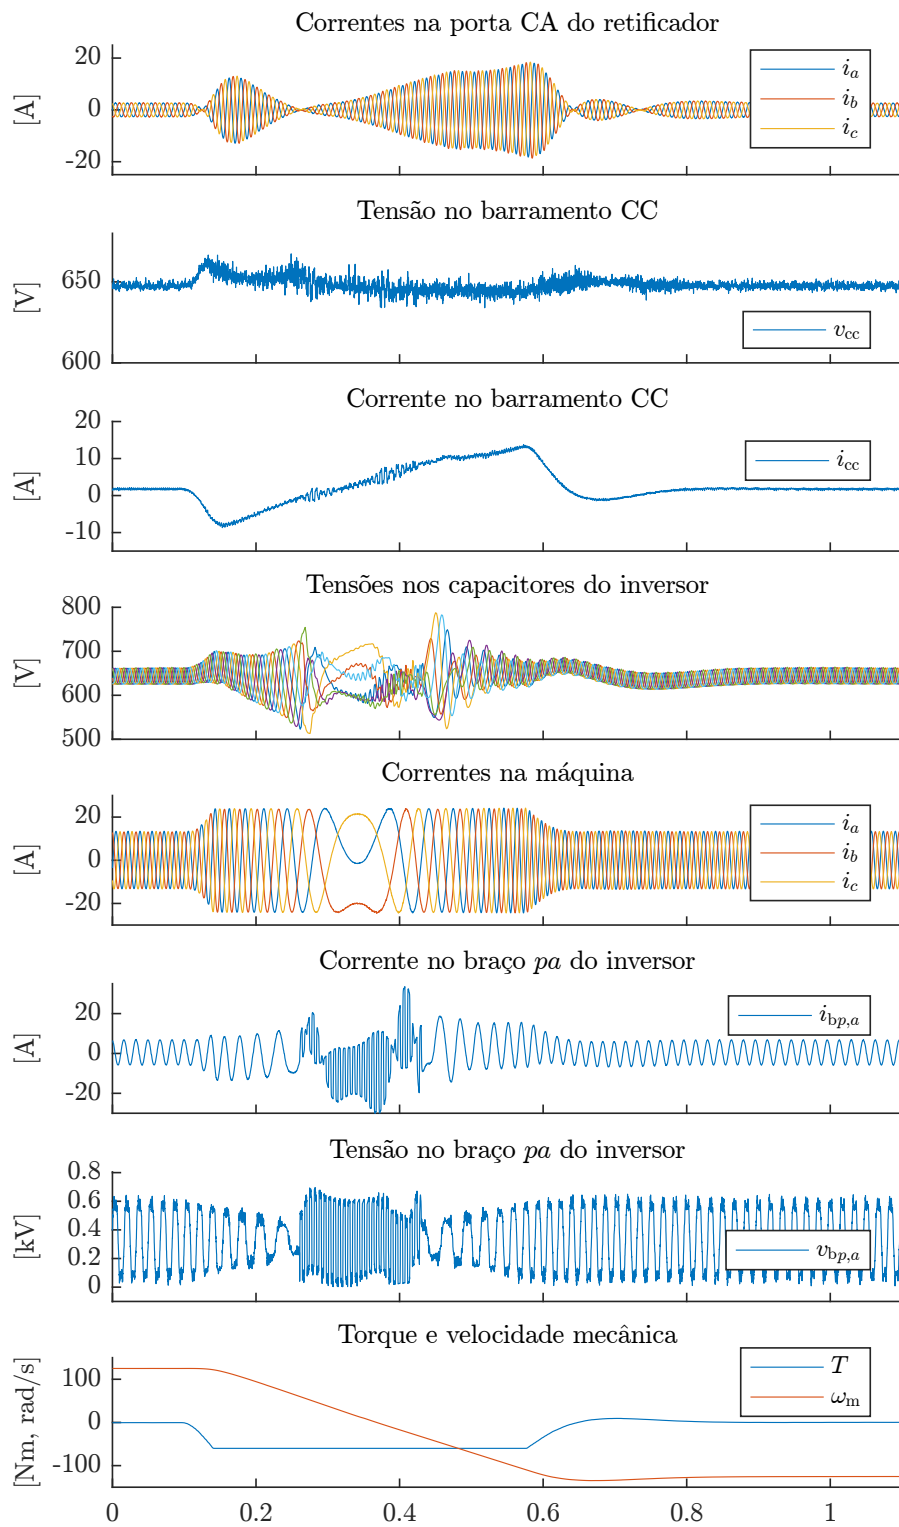 Correntes na porta CA do retificador
20
0
-20
[A]
i_a
i_b
i_c
Tensão no barramento CC
650
600
[V]
v_cc
Corrente no barramento CC
20
10
0
-10
[A]
i_cc
Tensões nos capacitores do inversor
800
700
600
500
[V]
Correntes na máquina
20
0
-20
[A]
i_a
i_b
i_c
Corrente no braço pa do inversor
20
0
-20
[A]
i_bp,a
Tensão no braço pa do inversor
0.8
0.6
0.4
0.2
0
[kV]
v_bp,a
Torque e velocidade mecânica
100
0
-100
[Nm, rad/s]
T
ω_m
0 0.2 0.4 0.6 0.8 1